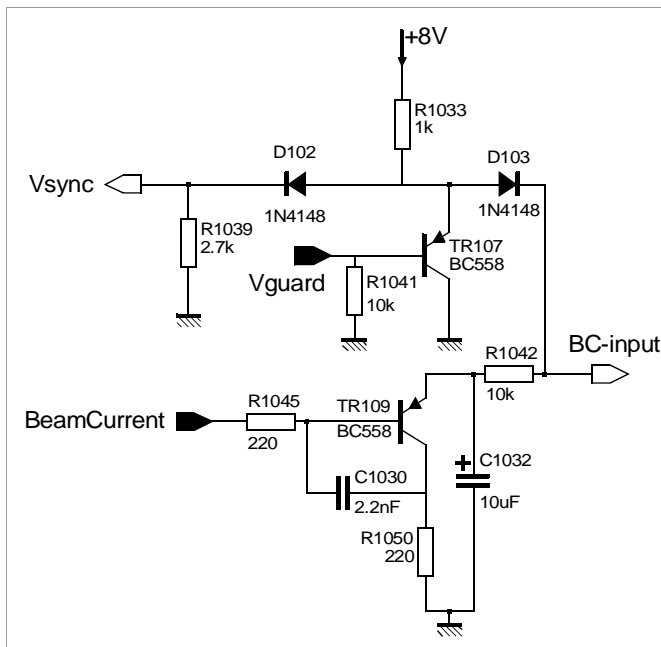 +8V
R1033
1k
D102
D103
Vsync
1N4148
1N4148
R1039
2.7k
TR107
BC558
Vguard
R1041
10k
R1042
BC-input
10k
R1045
TR109
BeamCurrent
BC558
220
C1030
2.2nF
+
C1032
10uF
R1050
220